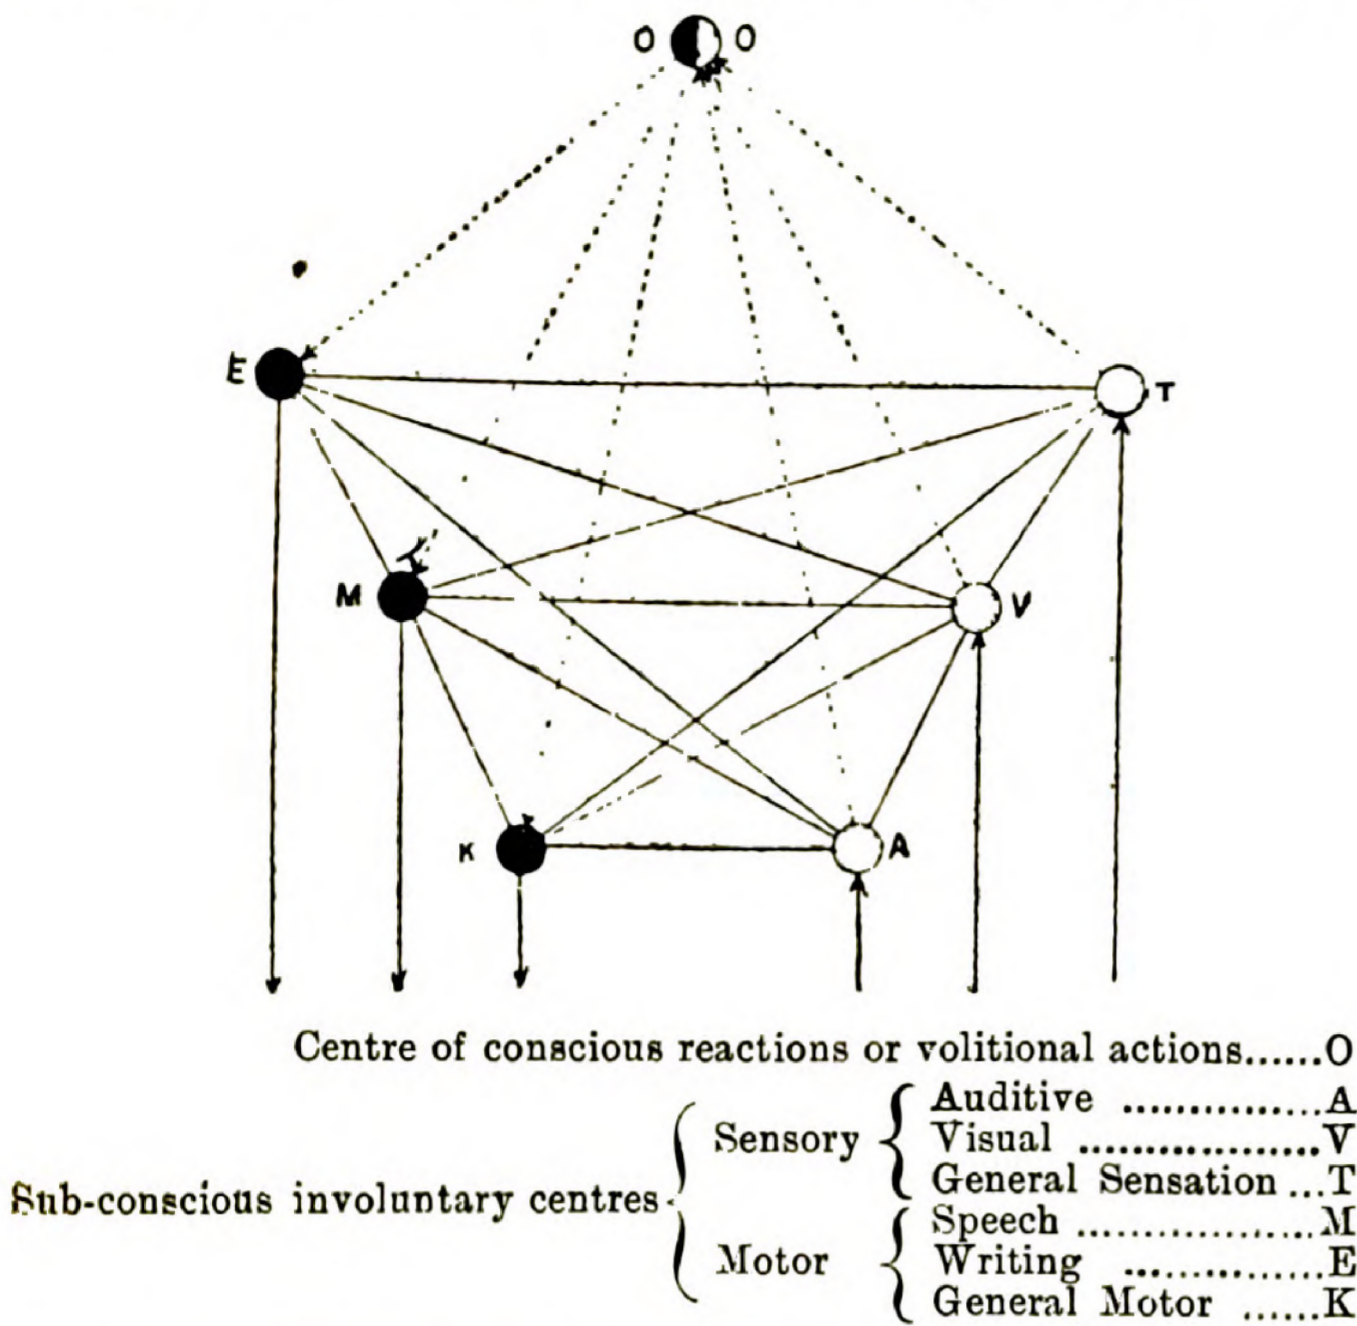 O O
E T
M V
K A
Centre of conscious reactions or volitional actions......O
Auditive ...............A
Sensory Visual ..................V
General Sensation ...T
Sub-conscious involuntary centres
Speech ..................M
Motor Writing ...............E
General Motor ......K